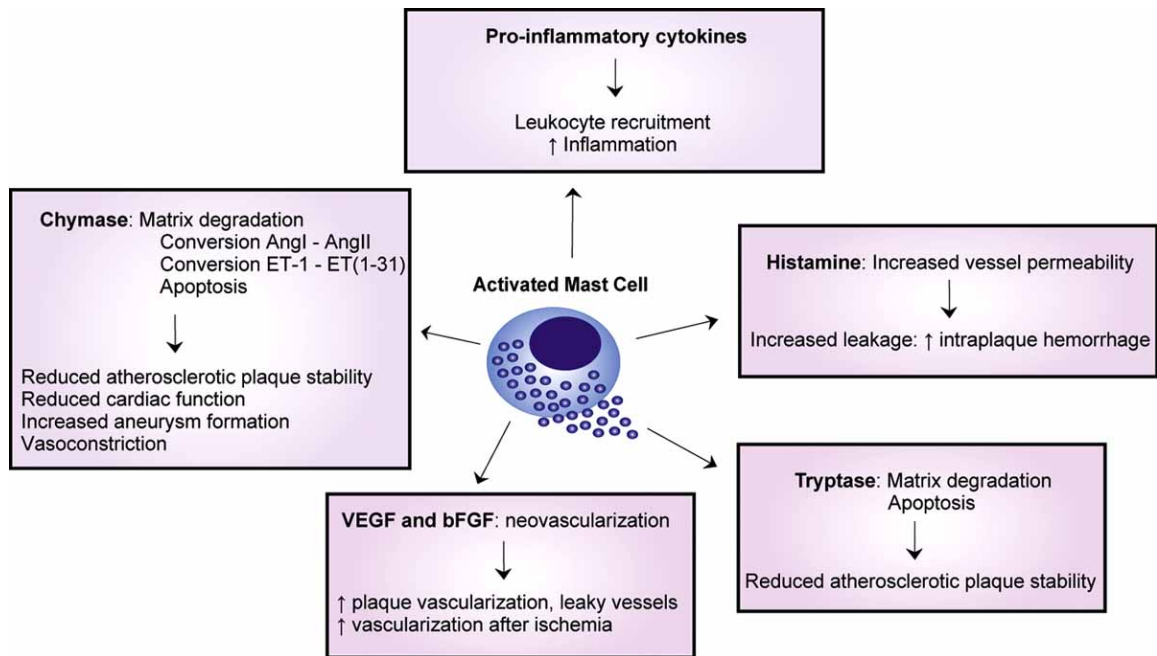 Pro-inflammatory cytokines
Leukocyte recruitment
↑ Inflammation
Chymase: Matrix degradation
Conversion AngI - AngII
Conversion ET-1 - ET(1-31)
Apoptosis
Reduced atherosclerotic plaque stability
Reduced cardiac function
Increased aneurysm formation
Vasoconstriction
Activated Mast Cell
Histamine: Increased vessel permeability
Increased leakage: ↑ intraplaque hemorrhage
VEGF and bFGF: neovascularization
↑ plaque vascularization, leaky vessels
↑ vascularization after ischemia
Tryptase: Matrix degradation
Apoptosis
Reduced atherosclerotic plaque stability